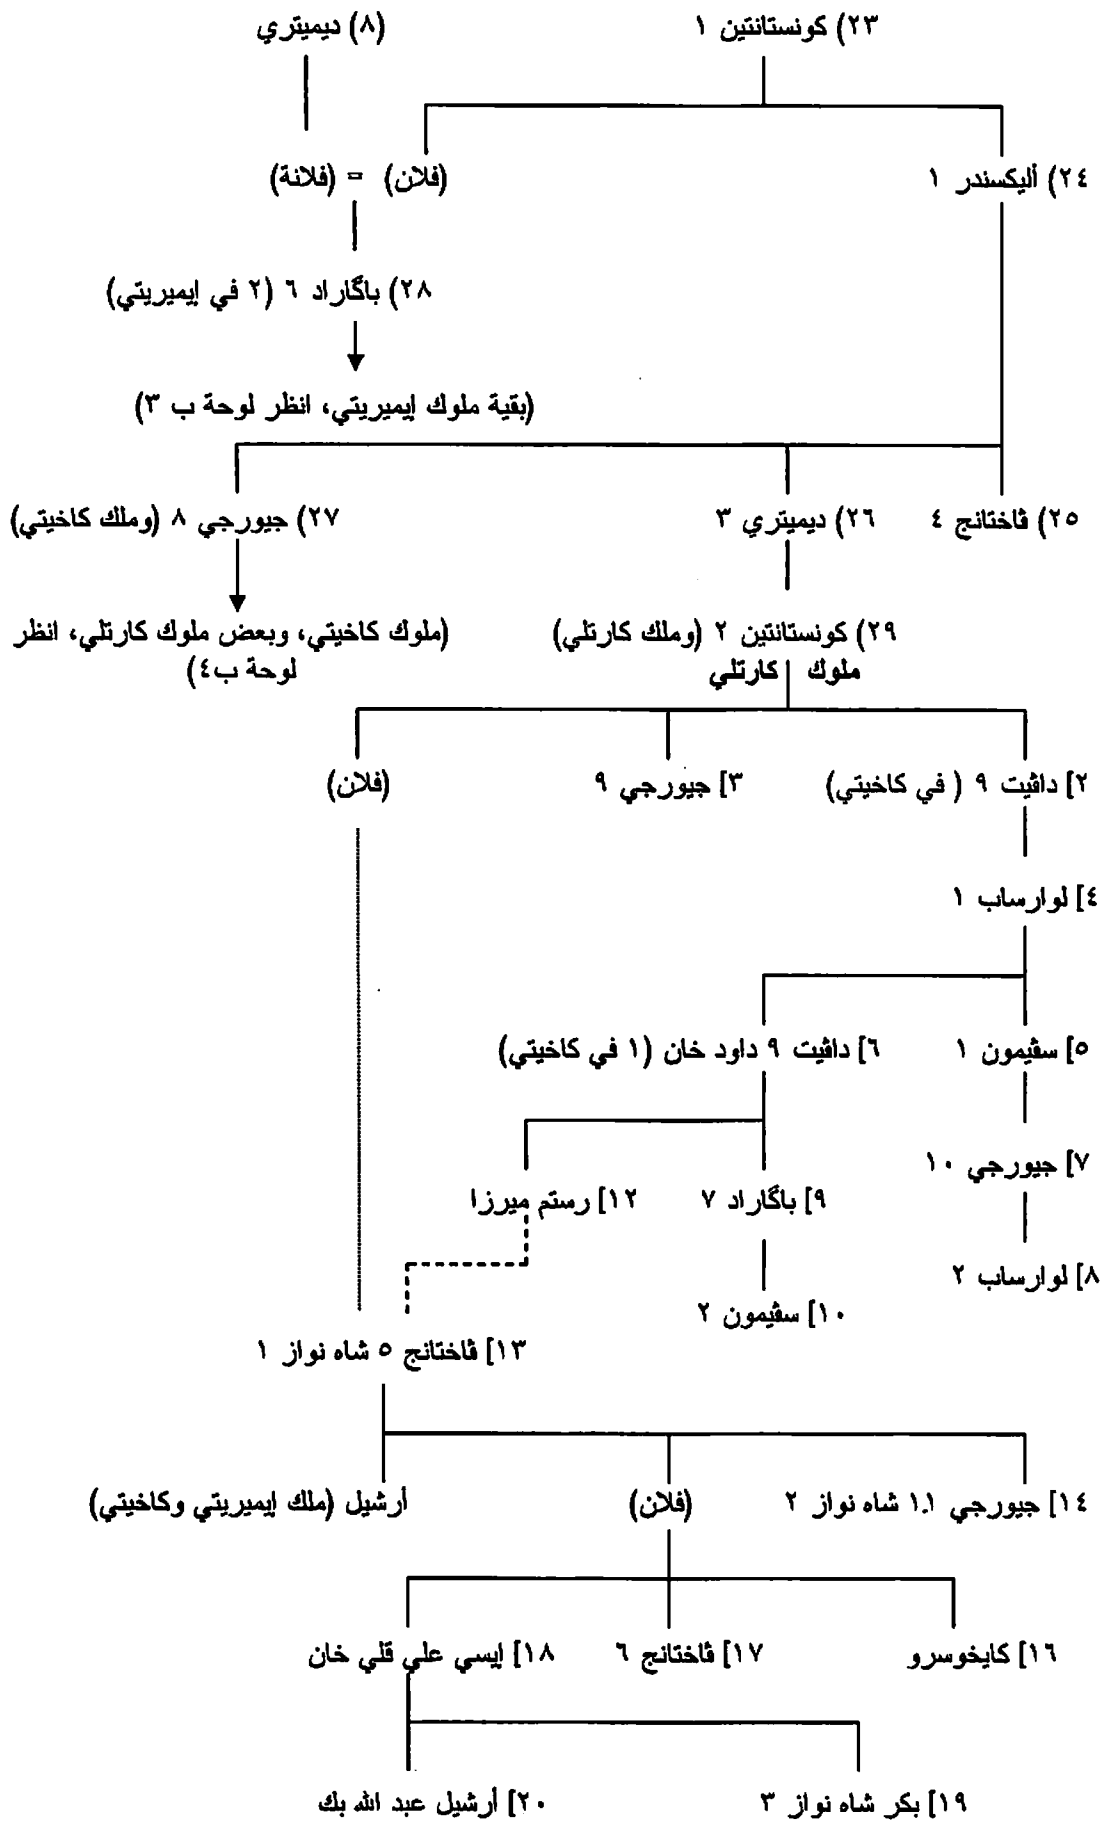 ٢٣) كونستانتين ١
(٨) ديميتري
٢٤) أليكسندر ١
(فلان) = (فلانة)
٢٨) باگاراد ٦ (٢ في إيميريتي)
(بقية ملوك إيميريتي، انظر لوحة ب ٣)
٢٥) ڤاختانج ٤
٢٦) ديميتري ٣
٢٧) جيورجي ٨ (وملك كاخيتي)
٢٩) كونستانتين ٢ (وملك كارتلي)
ملوك كارتلي
(ملوك كاخيتي، وبعض ملوك كارتلي، انظر
لوحة ب٤)
٢] داڤيت ٩ ( في كاخيتي)
٣] جيورجي ٩
(فلان)
٤] لوارساب ١
٥] سڤيمون ١
٦] داڤيت ٩ داود خان (١ في كاخيتي)
٧] جيورجي ١٠
٩] باگاراد ٧
١٢] رستم ميرزا
٨] لوارساب ٢
١٠] سڤيمون ٢
١٣] ڤاختانج ٥ شاه نواز ١
١٤] جيورجي ١١ شاه نواز ٢
(فلان)
أرشيل (ملك إيميريتي وكاخيتي)
١٦] كايخوسرو
١٧] ڤاختانج ٦
١٨] إيسي علي قلي خان
١٩] بكر شاه نواز ٣
٢٠] أرشيل عبد الله بك